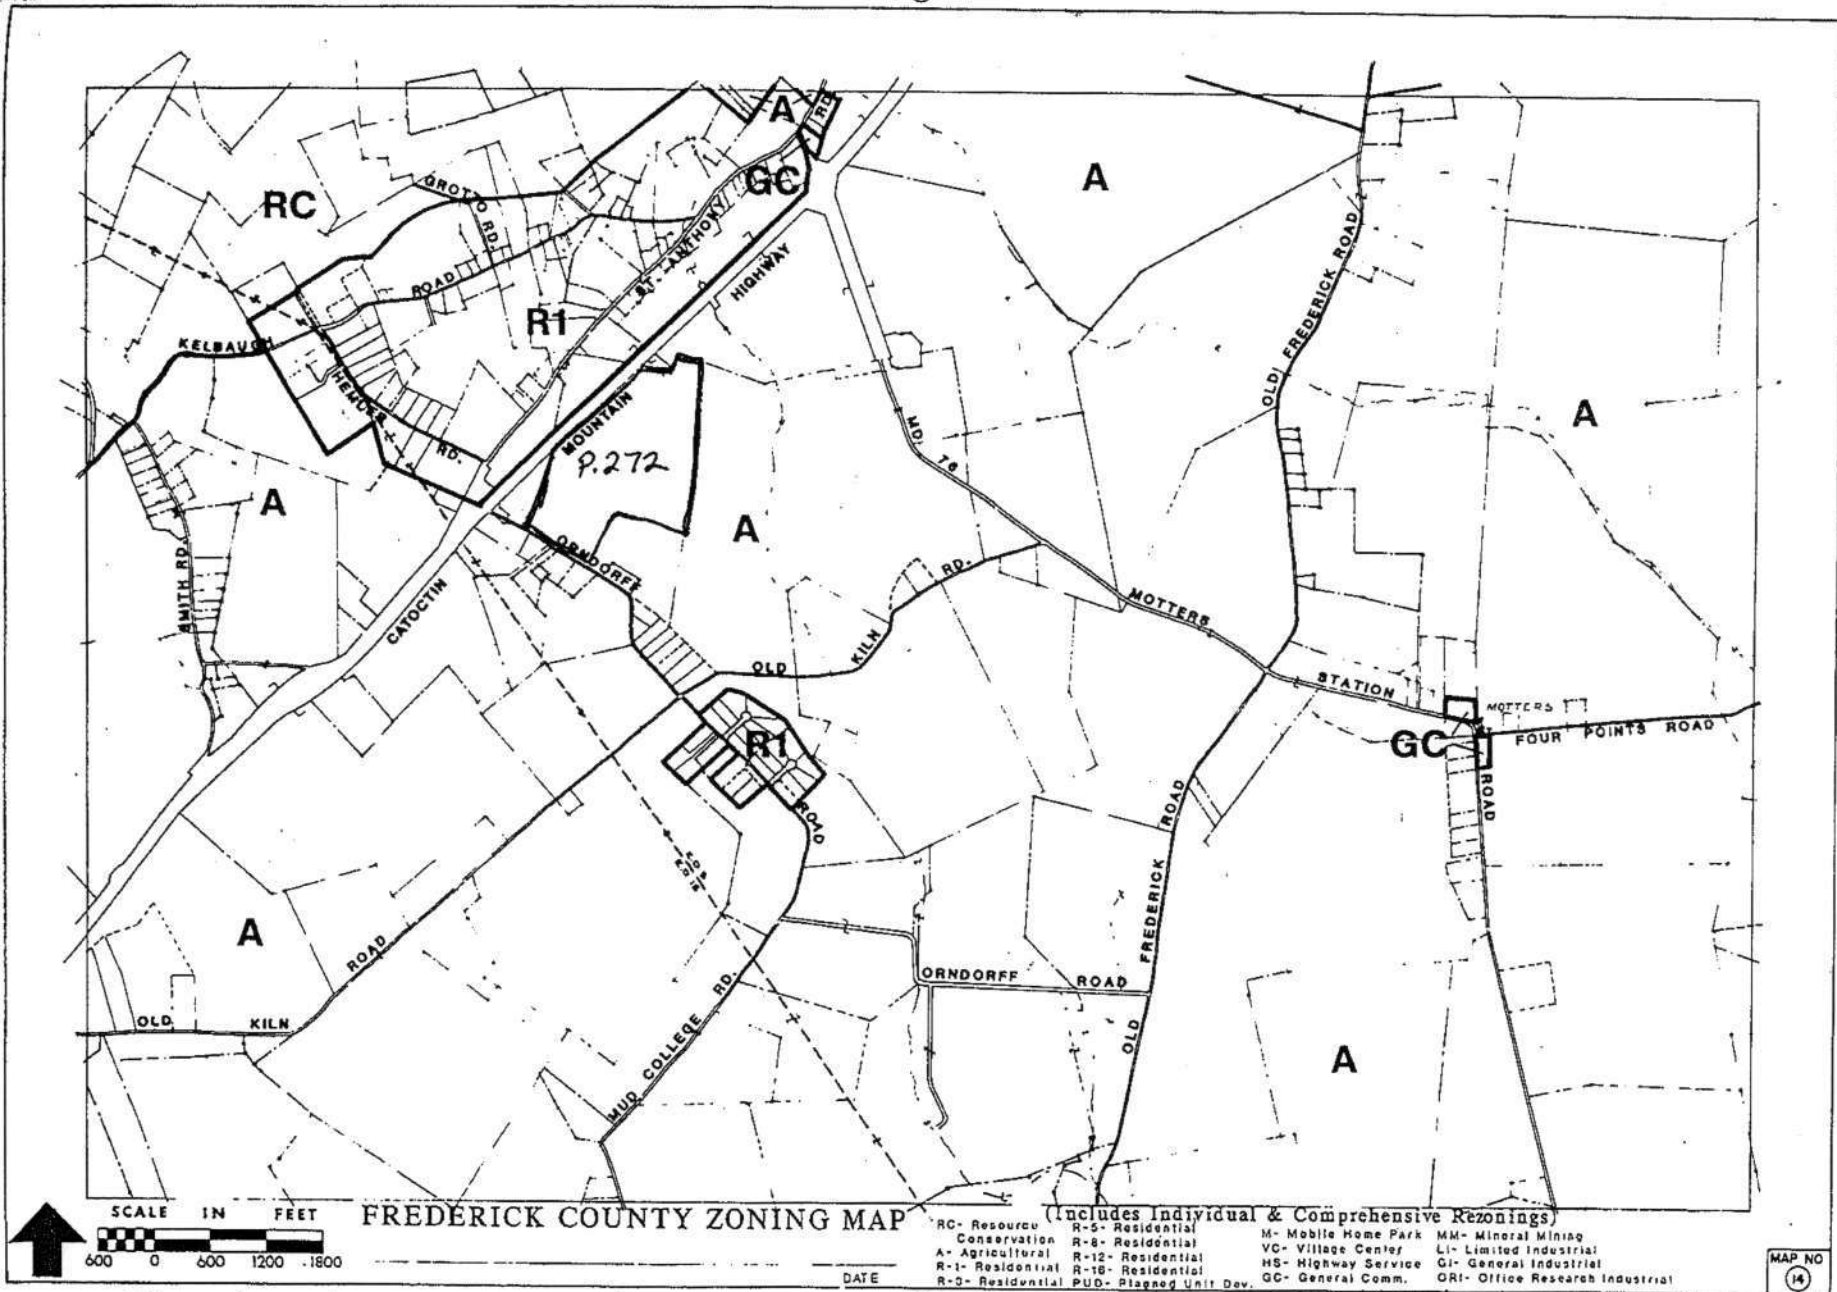 A
RD.
RC
GROTTO RD.
GC
A
ROAD
ST. ANTHONY
HIGHWAY
OLD FREDERICK ROAD
R1
KELBAUGH
HEMLER
RD.
MOUNTAIN
P.272
MD. 76
A
A
A
SMITH RD.
CATOCTIN
ORNDORFF
RD.
KILN
OLD
MOTTERS
STATION
MOTTERS
GC
FOUR POINTS ROAD
ROAD
R1
ROAD
ROAD
FREDERICK
OLD
A
ROAD
OLD KILN
MUD COLLEGE RD.
ORNDORFF ROAD
A
SCALE IN FEET
600 0 600 1200 1800
FREDERICK COUNTY ZONING MAP
DATE
(Includes Individual & Comprehensive Rezonings)
RC- Resource
Conservation
A- Agricultural
R-1- Residential
R-3- Residential
R-5- Residential
R-8- Residential
R-12- Residential
R-16- Residential
PUD- Planned Unit Dev.
M- Mobile Home Park
VC- Village Center
HS- Highway Service
GC- General Comm.
MM- Mineral Mining
LI- Limited Industrial
GI- General Industrial
ORI- Office Research Industrial
MAP NO
14